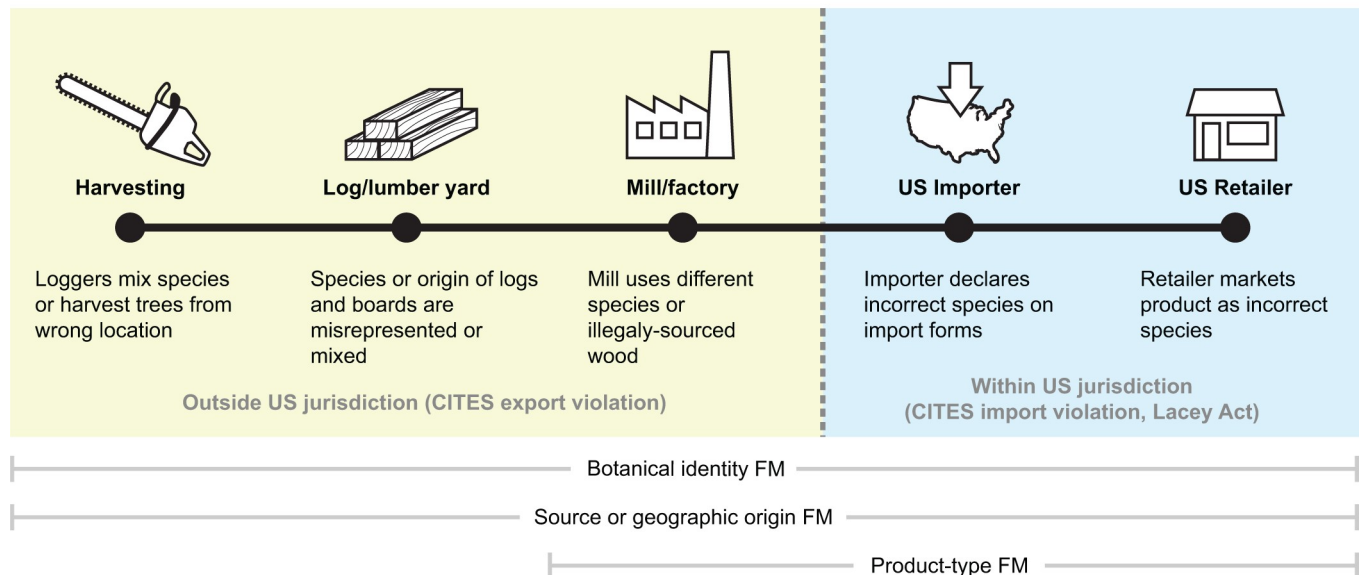 Harvesting
Log/lumber yard
Mill/factory
US Importer
US Retailer
Loggers mix species
or harvest trees from
wrong location
Species or origin of logs
and boards are
misrepresented or
mixed
Mill uses different
species or
illegaly-sourced
wood
Importer declares
incorrect species on
import forms
Retailer markets
product as incorrect
species
Outside US jurisdiction (CITES export violation)
Within US jurisdiction
(CITES import violation, Lacey Act)
Botanical identity FM
Source or geographic origin FM
Product-type FM